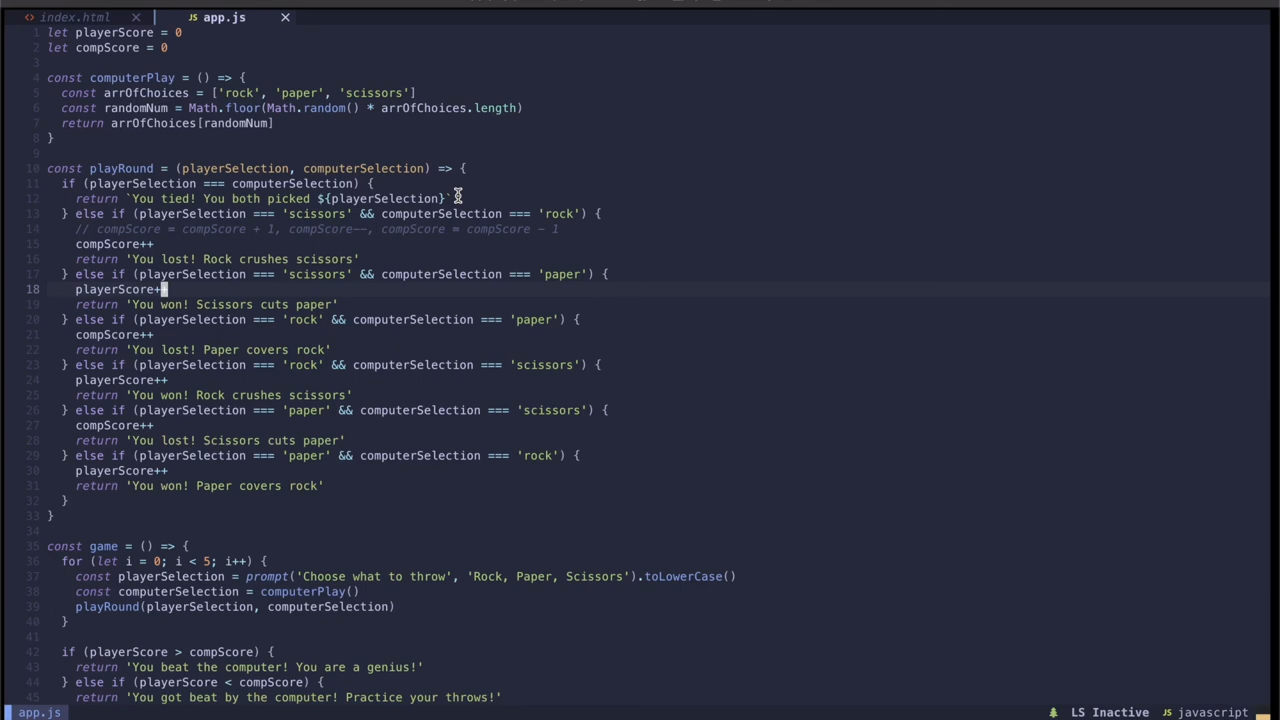 index.html
app.js
1 let playerScore = 0
2 let compScore = 0
3
4 const computerPlay = () => {
5 const arrOfChoices = ['rock', 'paper', 'scissors']
6 const randomNum = Math.floor(Math.random() * arrOfChoices.length)
7 return arrOfChoices[randomNum]
8 }
9
10 const playRound = (playerSelection, computerSelection) => {
11 if (playerSelection === computerSelection) {
12 return `You tied! You both picked ${playerSelection}`
13 } else if (playerSelection === 'scissors' && computerSelection === 'rock') {
14 // compScore = compScore + 1, compScore--, compScore = compScore - 1
15 compScore++
16 return 'You lost! Rock crushes scissors'
17 } else if (playerSelection === 'scissors' && computerSelection === 'paper') {
18 playerScore++
19 return 'You won! Scissors cuts paper'
20 } else if (playerSelection === 'rock' && computerSelection === 'paper') {
21 compScore++
22 return 'You lost! Paper covers rock'
23 } else if (playerSelection === 'rock' && computerSelection === 'scissors') {
24 playerScore++
25 return 'You won! Rock crushes scissors'
26 } else if (playerSelection === 'paper' && computerSelection === 'scissors') {
27 compScore++
28 return 'You lost! Scissors cuts paper'
29 } else if (playerSelection === 'paper' && computerSelection === 'rock') {
30 playerScore++
31 return 'You won! Paper covers rock'
32 }
33 }
34
35 const game = () => {
36 for (let i = 0; i < 5; i++) {
37 const playerSelection = prompt('Choose what to throw', 'Rock, Paper, Scissors').toLowerCase()
38 const computerSelection = computerPlay()
39 playRound(playerSelection, computerSelection)
40 }
41
42 if (playerScore > compScore) {
43 return 'You beat the computer! You are a genius!'
44 } else if (playerScore < compScore) {
45 return 'You got beat by the computer! Practice your throws!'
app.js
LS Inactive
JS javascript